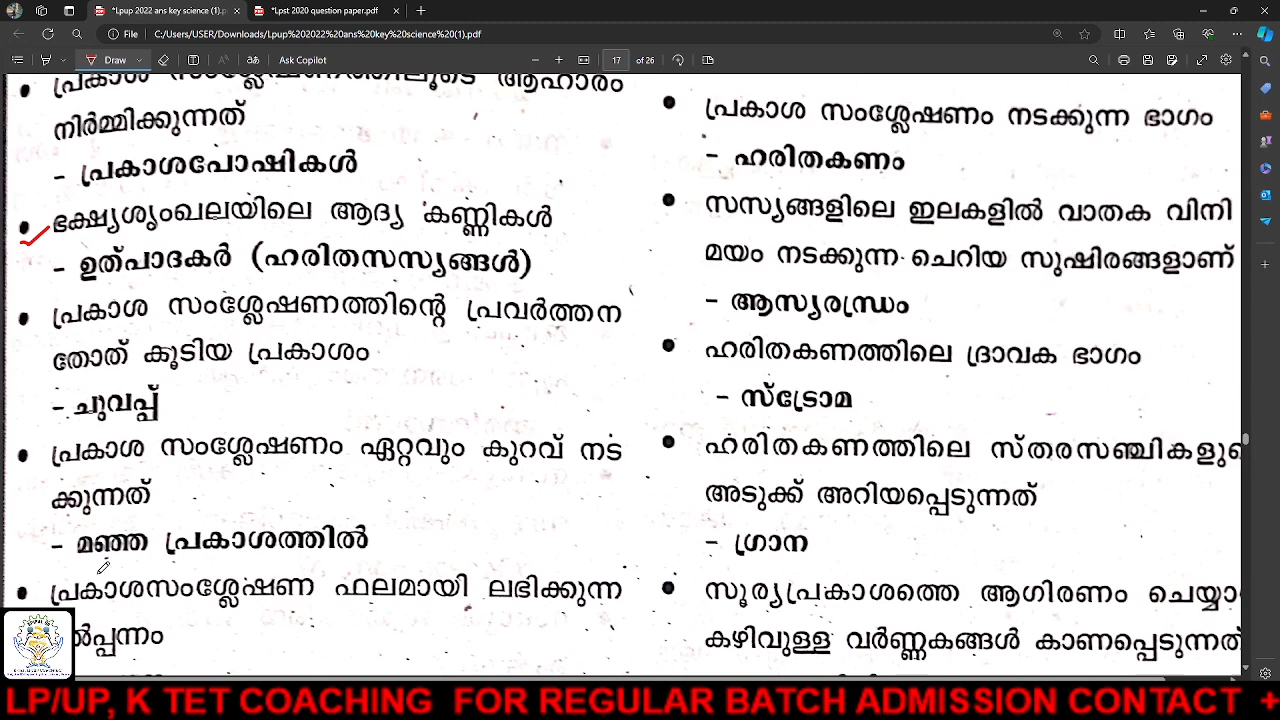 *Lpup 2022 ans key science (1).p
*Lpst 2020 question paper.pdf
File C:/Users/USER/Downloads/Lpup%202022%20ans%20key%20science%20(1).pdf
Draw Ask Copilot 17 of 26
പ്രകാശ സംശ്ലേഷണത്തിലൂടെ ആഹാരം
നിർമ്മിക്കുന്നത്
- പ്രകാശപോഷികൾ
ഭക്ഷ്യശൃംഖലയിലെ ആദ്യ കണ്ണികൾ
- ഉത്പാദകർ (ഹരിതസസ്യങ്ങൾ)
പ്രകാശ സംശ്ലേഷണത്തിന്റെ പ്രവർത്തന
തോത് കൂടിയ പ്രകാശം
- ചുവപ്പ്
പ്രകാശ സംശ്ലേഷണം ഏറ്റവും കുറവ് നട
ക്കുന്നത്
- മഞ്ഞ പ്രകാശത്തിൽ
പ്രകാശസംശ്ലേഷണ ഫലമായി ലഭിക്കുന്ന
ൽപ്പന്നം
പ്രകാശ സംശ്ലേഷണം നടക്കുന്ന ഭാഗം
- ഹരിതകണം
സസ്യങ്ങളിലെ ഇലകളിൽ വാതക വിനി
മയം നടക്കുന്ന ചെറിയ സുഷിരങ്ങളാണ്
- ആസ്യരന്ധ്രം
ഹരിതകണത്തിലെ ദ്രാവക ഭാഗം
- സ്ട്രോമ
ഹരിതകണത്തിലെ സ്തരസഞ്ചികളുടെ
അടുക്ക് അറിയപ്പെടുന്നത്
- ഗ്രാന
സൂര്യപ്രകാശത്തെ ആഗിരണം ചെയ്യാ
കഴിവുള്ള വർണ്ണകങ്ങൾ കാണപ്പെടുന്നത്
LP/UP, K TET COACHING FOR REGULAR BATCH ADMISSION CONTACT +